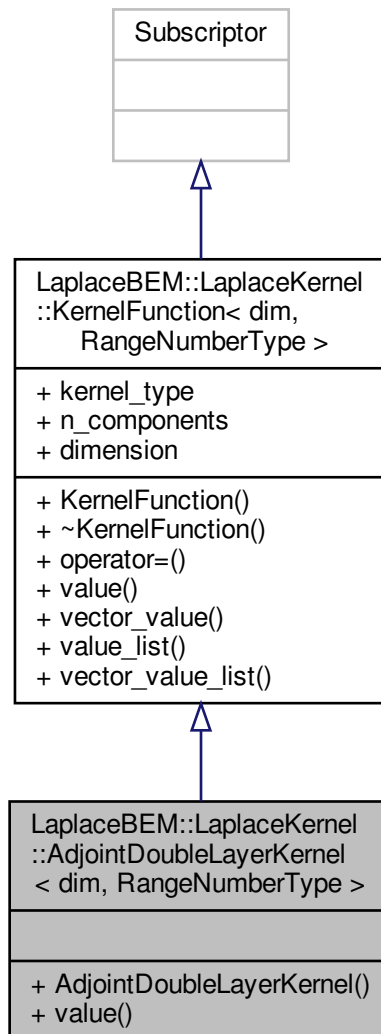 Subscriptor
LaplaceBEM::LaplaceKernel
::KernelFunction< dim,
RangeNumberType >
+ kernel_type
+ n_components
+ dimension
+ KernelFunction()
+ ~KernelFunction()
+ operator=()
+ value()
+ vector_value()
+ value_list()
+ vector_value_list()
LaplaceBEM::LaplaceKernel
::AdjointDoubleLayerKernel
< dim, RangeNumberType >
+ AdjointDoubleLayerKernel()
+ value()